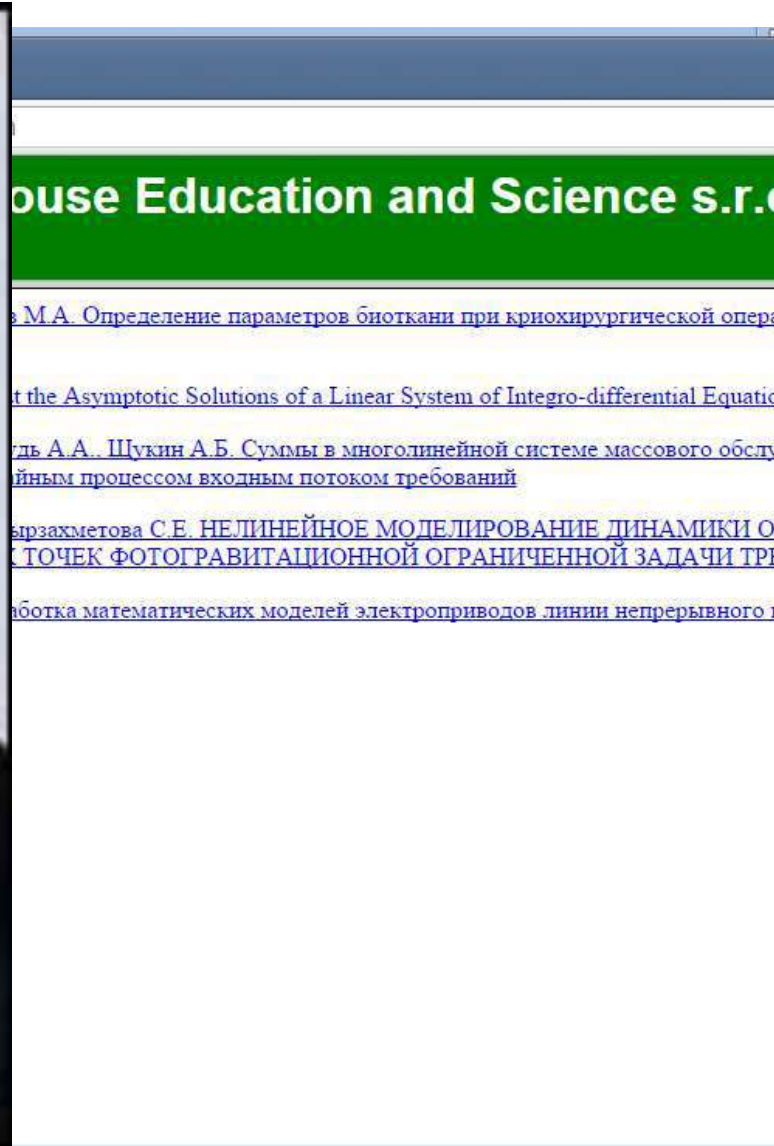 ouse Education and Science s.r.
в М.А. Определение параметров биоткани при криохирургической опера
t the Asymptotic Solutions of a Linear System of Integro-differential Equatio
удь А.А., Щукин А.Б. Суммы в многолинейной системе массового обслу
айным процессом входным потоком требований
ырзахметова С.Е. НЕЛИНЕЙНОЕ МОДЕЛИРОВАНИЕ ДИНАМИКИ О
Х ТОЧЕК ФОТОГРАВИТАЦИОННОЙ ОГРАНИЧЕННОЙ ЗАДАЧИ ТРЕ
аботка математических моделей электроприводов линии непрерывного